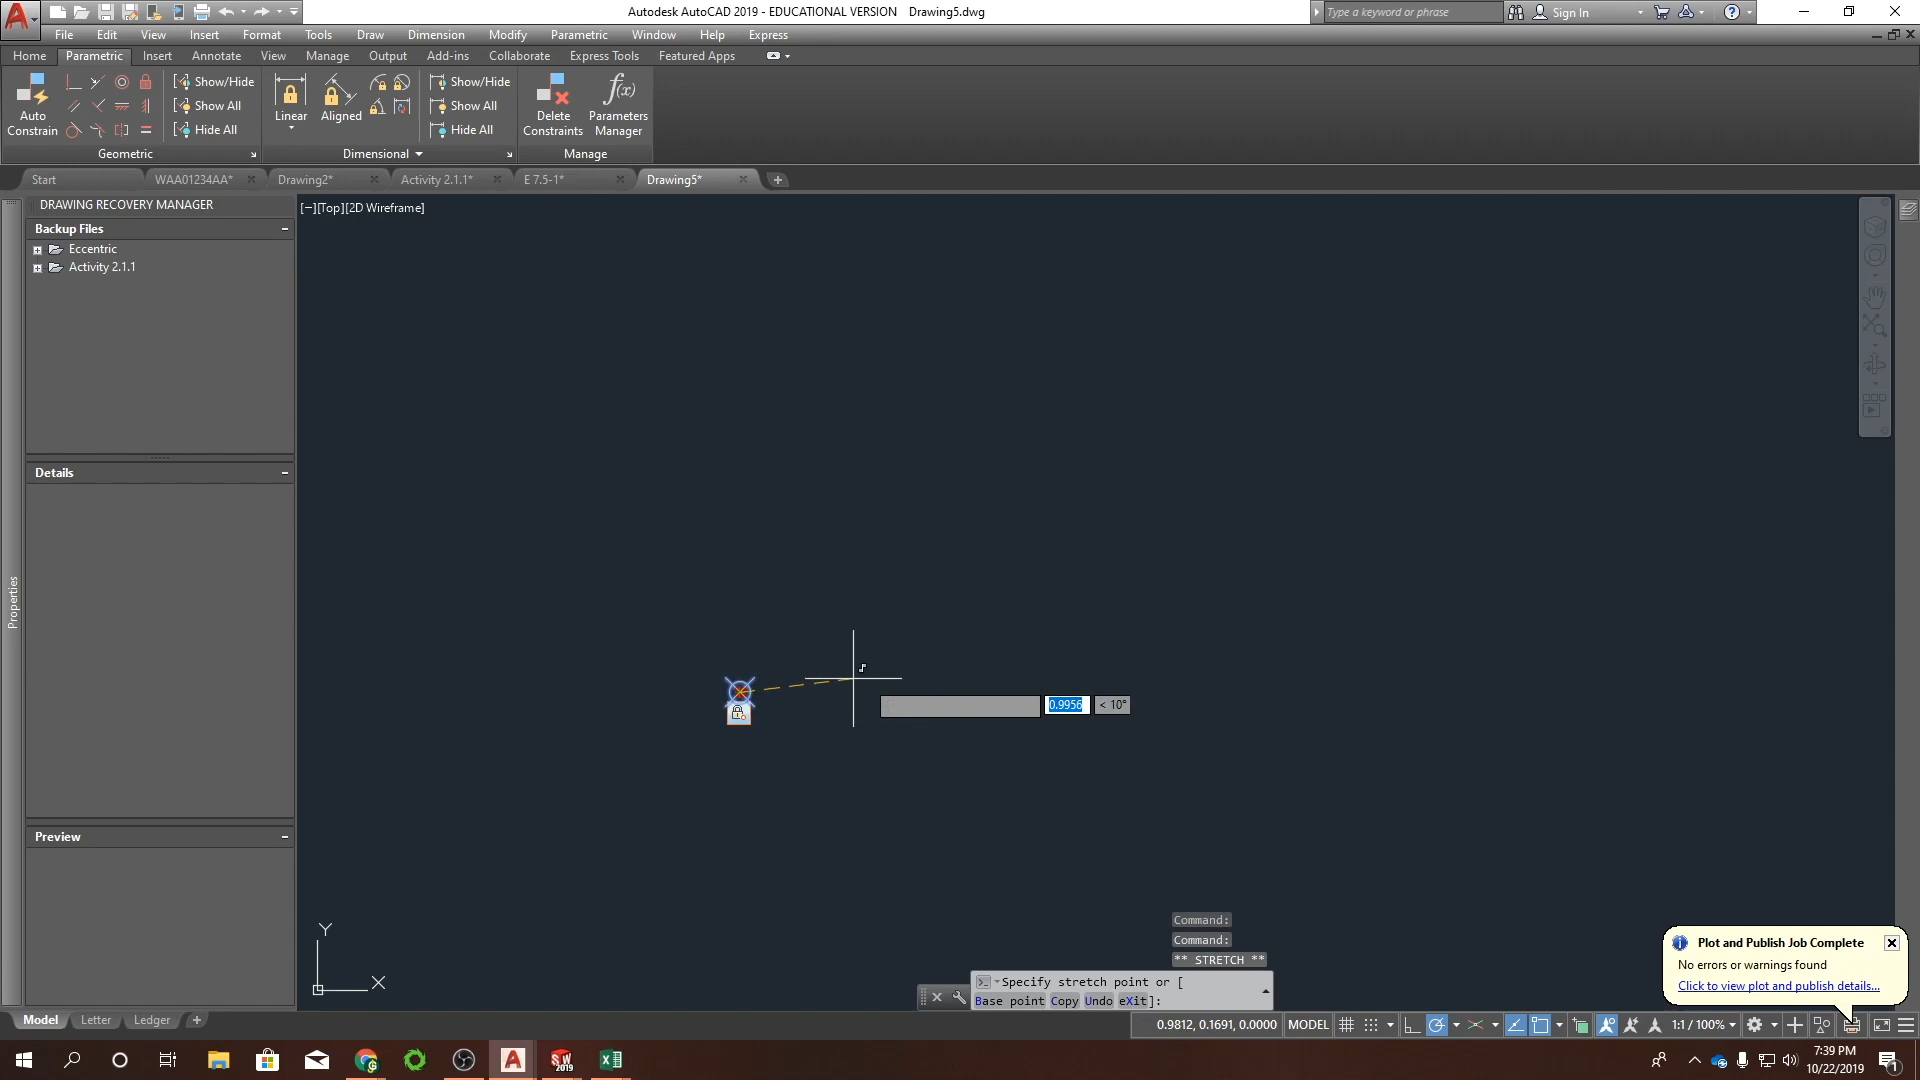 Autodesk AutoCAD 2019 - EDUCATIONAL VERSION Drawing5.dwg
Type a keyword or phrase
Sign In
File Edit View Insert Format Tools Draw Dimension Modify Parametric Window Help Express
Home Parametric Insert Annotate View Manage Output Add-ins Collaborate Express Tools Featured Apps
Auto
Constrain
Show/Hide
Show All
Hide All
Geometric
Linear
Aligned
Show/Hide
Show All
Hide All
Dimensional
Delete
Constraints
f(x)
Parameters
Manager
Manage
Start WAA01234AA* Drawing2* Activity 2.1.1* E 7.5-1* Drawing5*
DRAWING RECOVERY MANAGER
Backup Files
Eccentric
Activity 2.1.1
Details
Preview
Properties
[−][Top][2D Wireframe]
0.9956 < 10°
Y
X
Command:
Command:
** STRETCH **
Specify stretch point or [
Base point Copy Undo eXit]:
Plot and Publish Job Complete
No errors or warnings found
Click to view plot and publish details...
Model Letter Ledger
0.9812, 0.1691, 0.0000 MODEL 1:1 / 100%
SW
2019
7:39 PM
10/22/2019
1